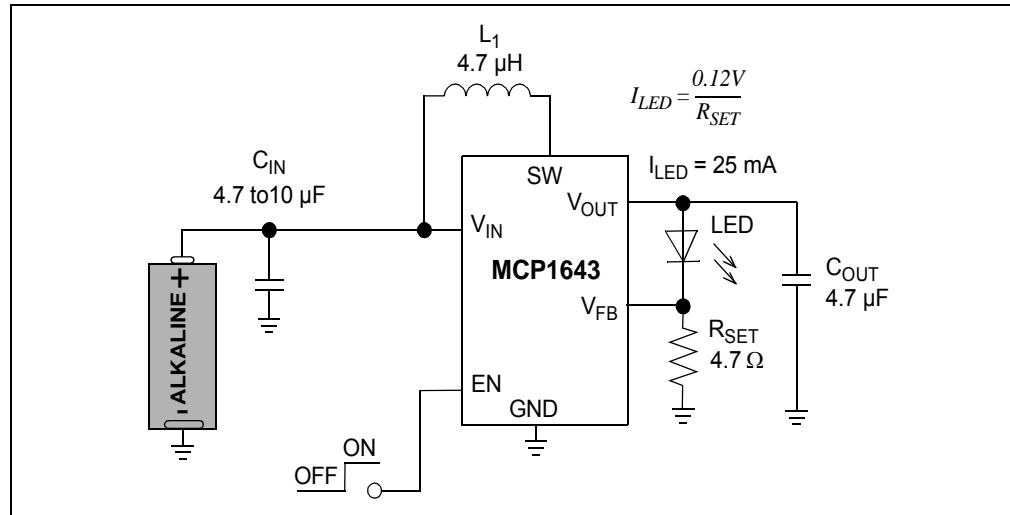 L1
4.7 µH
ILED = 0.12V / RSET
CIN
4.7 to10 µF
SW
ILED = 25 mA
VOUT
VIN
LED
MCP1643
COUT
4.7 µF
VFB
RSET
4.7 Ω
- ALKALINE +
EN
GND
ON
OFF